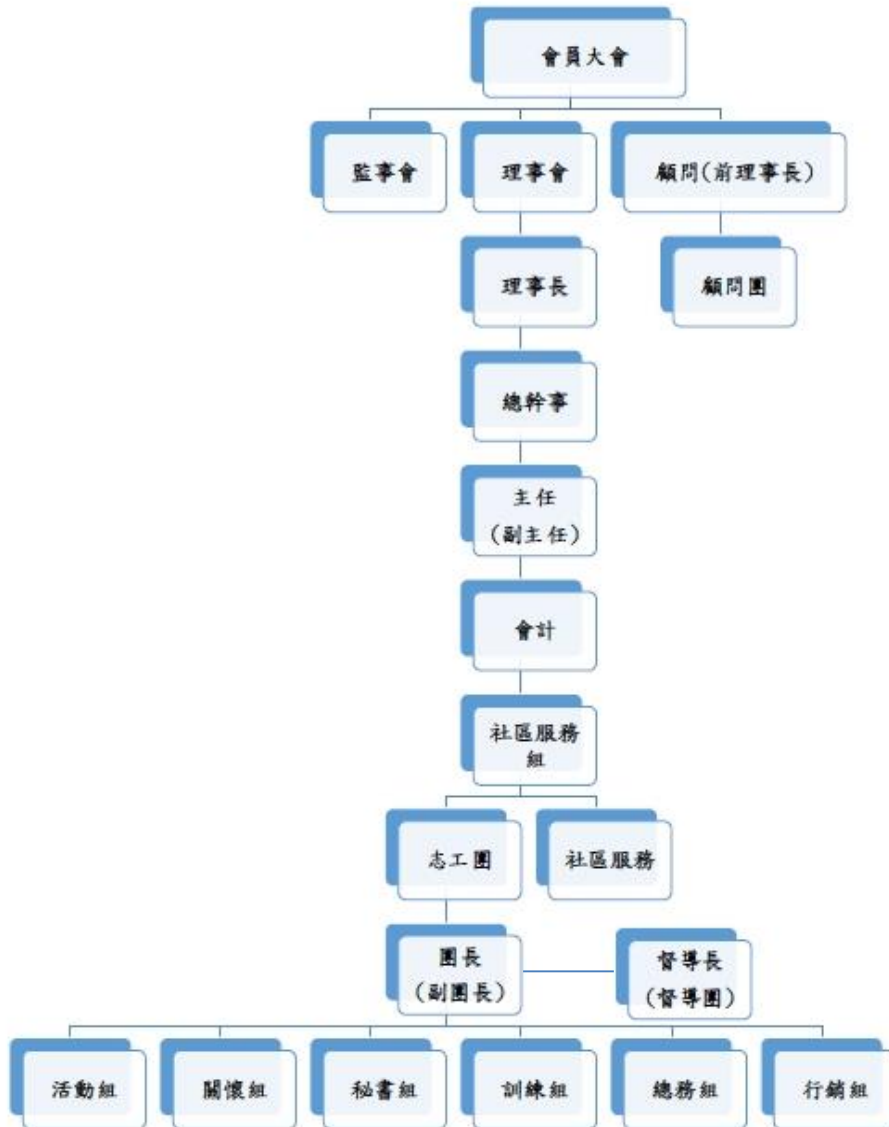 會員大會
監事會
理事會
顧問(前理事長)
理事長
顧問團
總幹事
主任
(副主任)
會計
社區服務
組
志工團
社區服務
團長
(副團長)
督導長
(督導團)
活動組
關懷組
秘書組
訓練組
總務組
行銷組